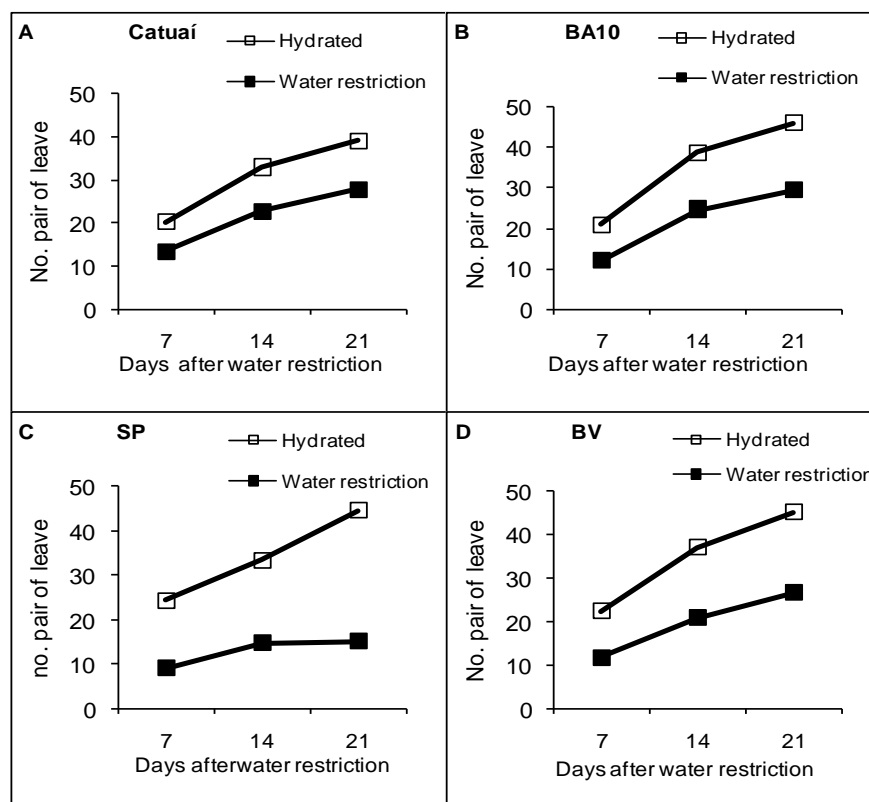 A
Catuaí
Hydrated
Water restriction
No. pair of leave
50
40
30
20
10
0
7 14 21
Days after water restriction
B
BA10
Hydrated
Water restriction
No. pair of leave
50
40
30
20
10
0
7 14 21
Days after water restriction
C
SP
Hydrated
Water restriction
no. pair of leave
50
40
30
20
10
0
7 14 21
Days afterwater restriction
D
BV
Hydrated
Water restriction
No. pair of leave
50
40
30
20
10
0
7 14 21
Days after water restriction